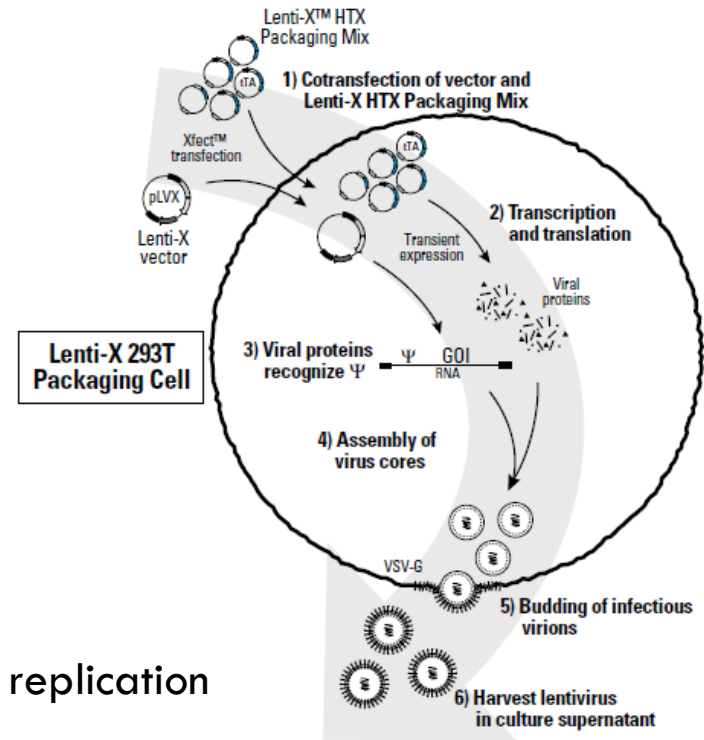 Lenti-X™ HTX
Packaging Mix
tTA
1) Cotransfection of vector and
Lenti-X HTX Packaging Mix
Xfect™
transfection
pLVX
Lenti-X
vector
tTA
2) Transcription
and translation
Transient
expression
Viral
proteins
Lenti-X 293T
Packaging Cell
3) Viral proteins
recognize Ψ
Ψ GOI
RNA
4) Assembly of
virus cores
VSV-G
5) Budding of infectious
virions
replication
6) Harvest lentivirus
in culture supernatant